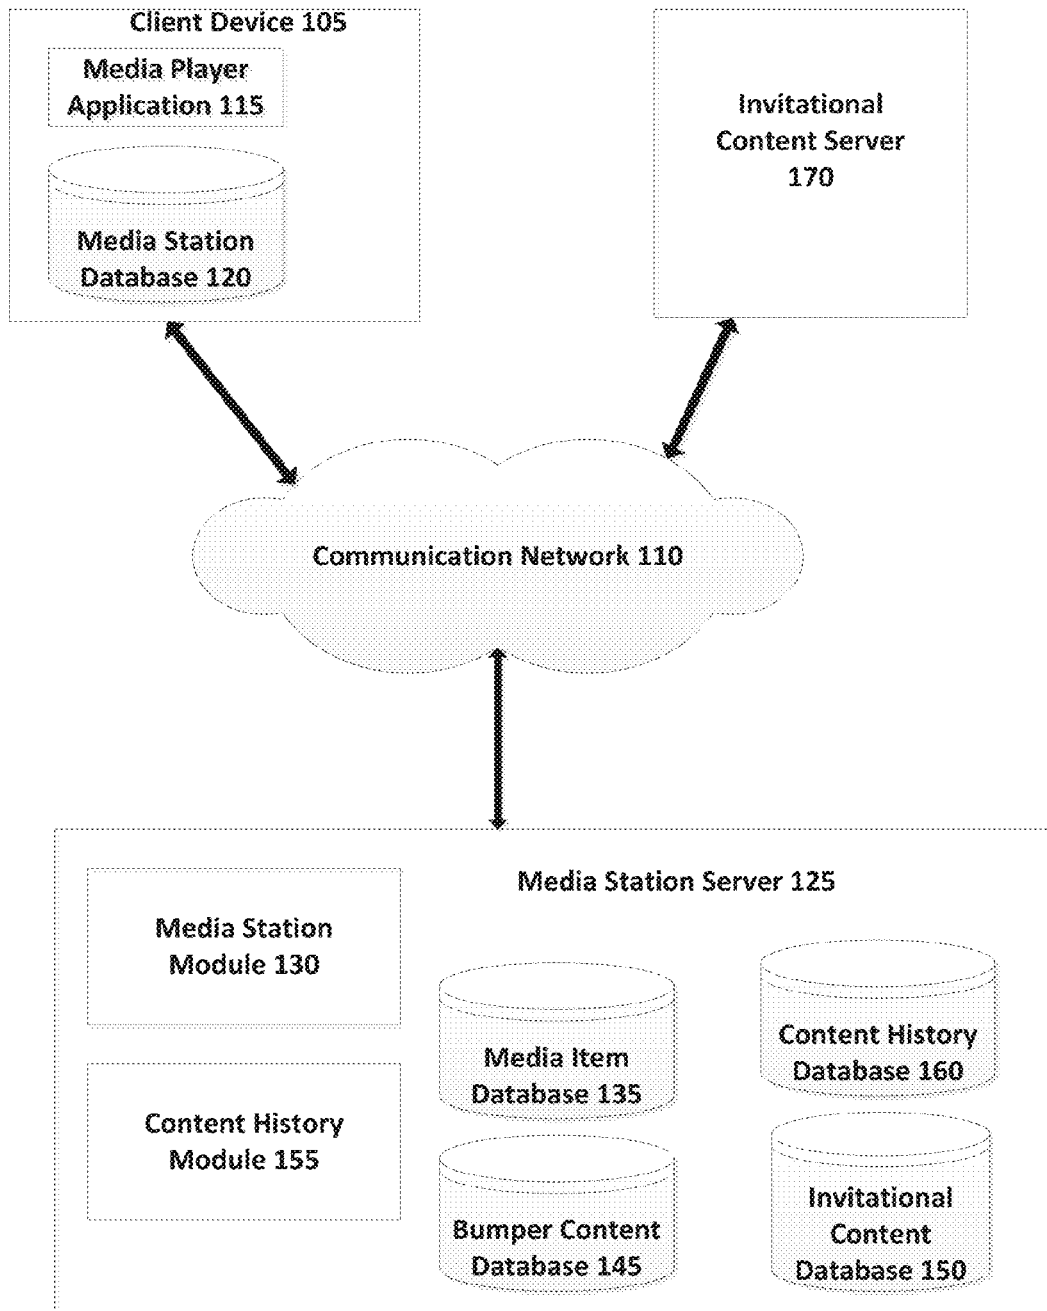 Client Device 105
Media Player
Application 115
Media Station
Database 120
Invitational
Content Server
170
Communication Network 110
Media Station Server 125
Media Station
Module 130
Content History
Module 155
Media Item
Database 135
Bumper Content
Database 145
Content History
Database 160
Invitational
Content
Database 150